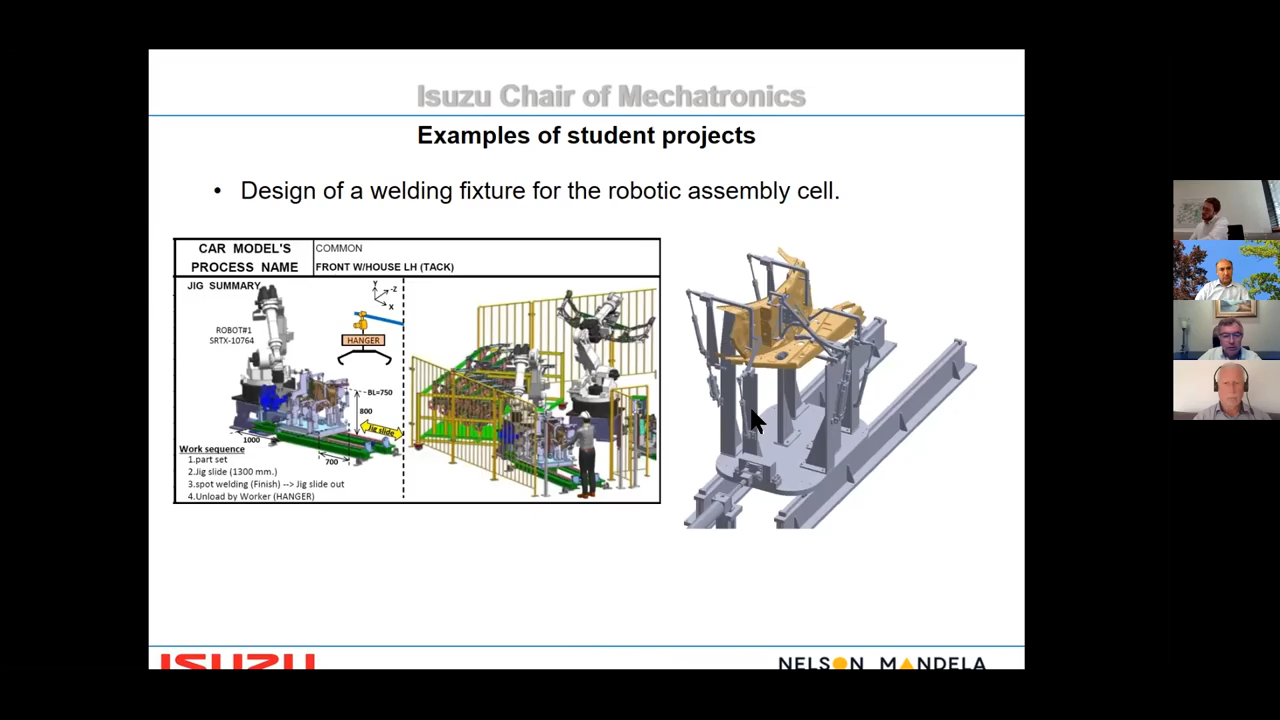 Isuzu Chair of Mechatronics
Examples of student projects
• Design of a welding fixture for the robotic assembly cell.
CAR MODEL'S
PROCESS NAME
COMMON
FRONT W/HOUSE LH (TACK)
JIG SUMMARY
Y
-Z
X
ROBOT#1
SRTX-10764
HANGER
BL=750
800
Jig slide
1000
700
Work sequence
1.part set
2.Jig slide (1300 mm.)
3.spot welding (Finish) --> Jig slide out
4.Unload by Worker (HANGER)
ISUZU
NELSON MANDELA